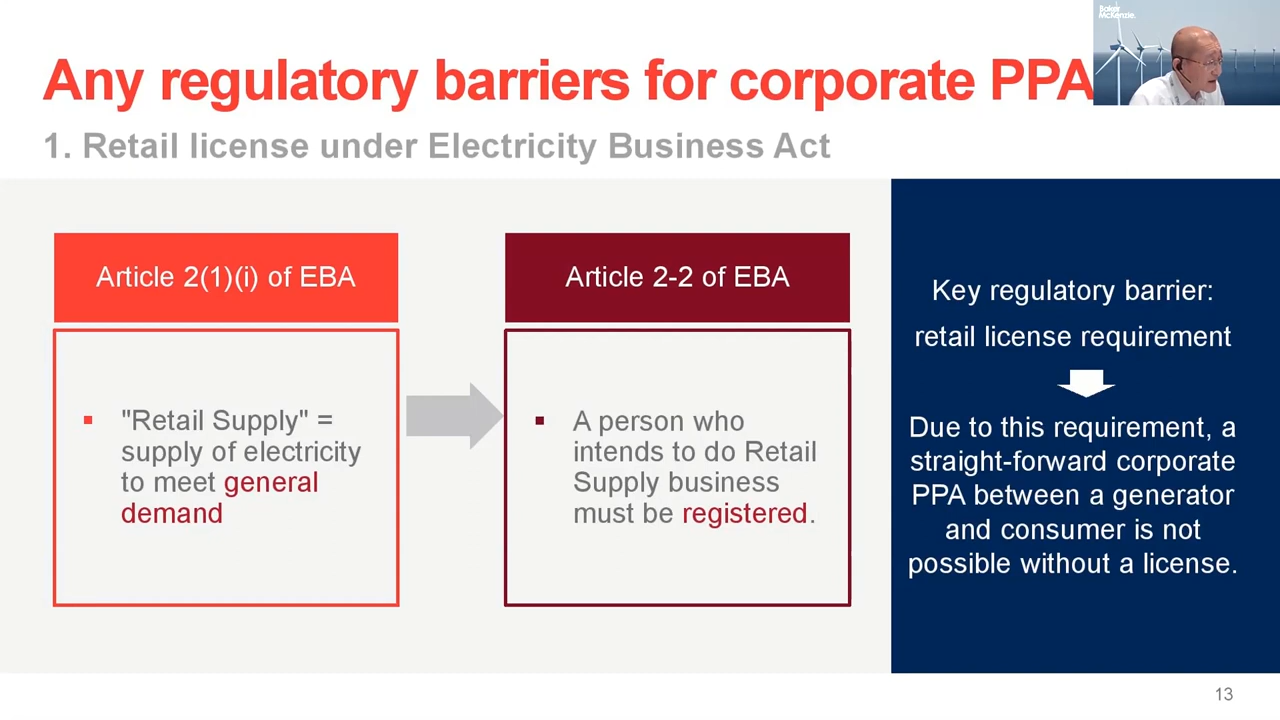 Baker
McKenzie.
Any regulatory barriers for corporate PPA
1. Retail license under Electricity Business Act
Article 2(1)(i) of EBA
"Retail Supply" =
supply of electricity
to meet general
demand
Article 2-2 of EBA
A person who
intends to do Retail
Supply business
must be registered.
Key regulatory barrier:
retail license requirement
Due to this requirement, a
straight-forward corporate
PPA between a generator
and consumer is not
possible without a license.
13